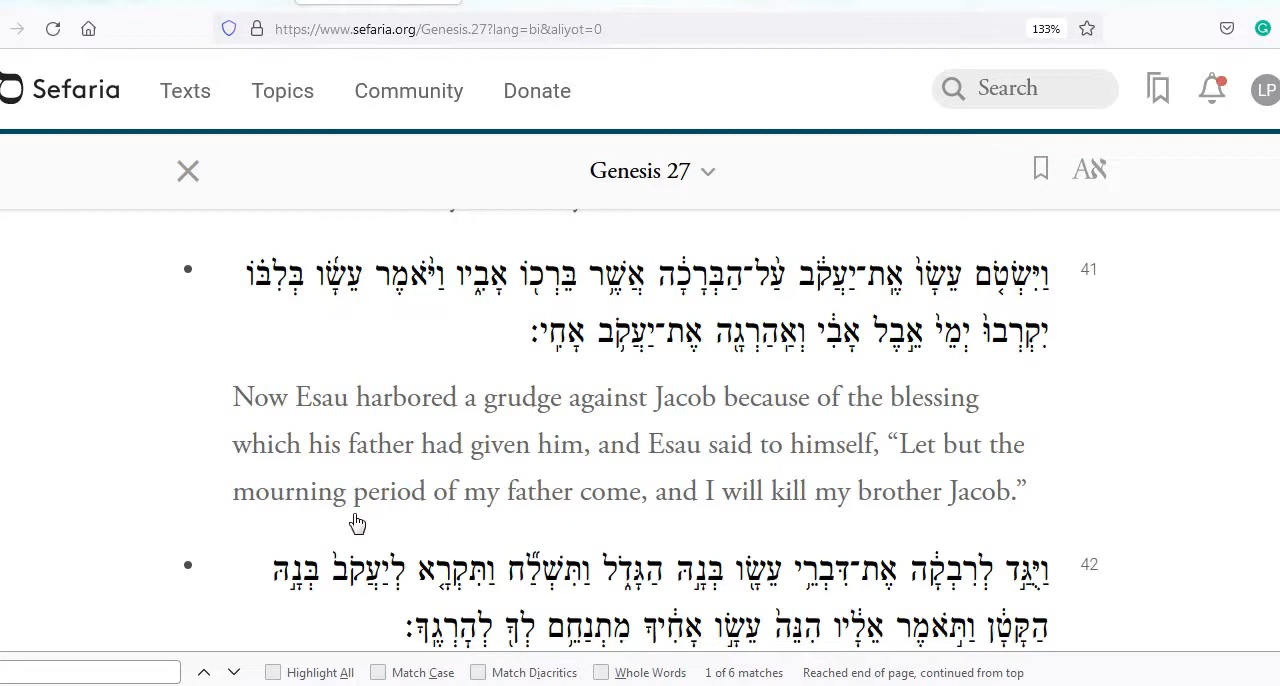 https://www.sefaria.org/Genesis.27?lang=bi&aliyot=0 133%
Sefaria Texts Topics Community Donate Search LP
Genesis 27 Aא
41 וַיִּשְׂטֹ֤ם עֵשָׂו֙ אֶֽת־יַעֲקֹ֔ב עַ֨ל־הַבְּרָכָ֔ה אֲשֶׁ֥ר בֵּרְכ֖וֹ אָבִ֑יו וַיֹּ֨אמֶר עֵשָׂ֜ו בְּלִבּ֗וֹ
יִקְרְבוּ֙ יְמֵי֙ אֵ֣בֶל אָבִ֔י וְאַֽהַרְגָ֖ה אֶת־יַעֲקֹ֥ב אָחִֽי׃
Now Esau harbored a grudge against Jacob because of the blessing
which his father had given him, and Esau said to himself, “Let but the
mourning period of my father come, and I will kill my brother Jacob.”
42 וַיֻּגַּ֣ד לְרִבְקָ֔ה אֶת־דִּבְרֵ֥י עֵשָׂ֖ו בְּנָ֣הּ הַגָּדֹ֑ל וַתִּשְׁלַ֞ח וַתִּקְרָ֤א לְיַעֲקֹב֙ בְּנָ֣הּ
הַקָּטָ֔ן וַתֹּ֣אמֶר אֵלָ֔יו הִנֵּה֙ עֵשָׂ֣ו אָחִ֔יךָ מִתְנַחֵ֥ם לְךָ֖ לְהׇרְגֶֽךָ׃
Highlight All Match Case Match Diacritics Whole Words 1 of 6 matches Reached end of page, continued from top